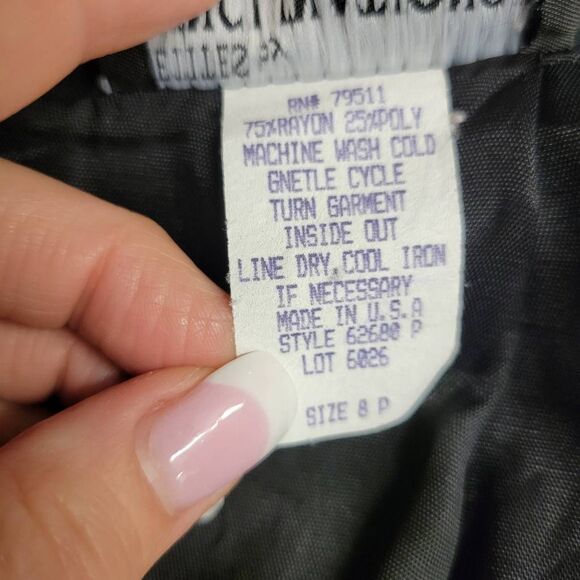 RN# 79511
75%RAYON 25%POLY
MACHINE WASH COLD
GNETLE CYCLE
TURN GARMENT
INSIDE OUT
LINE DRY, COOL IRON
IF NECESSARY
MADE IN U.S.A
STYLE 62680 P
LOT 6026
SIZE 8 P